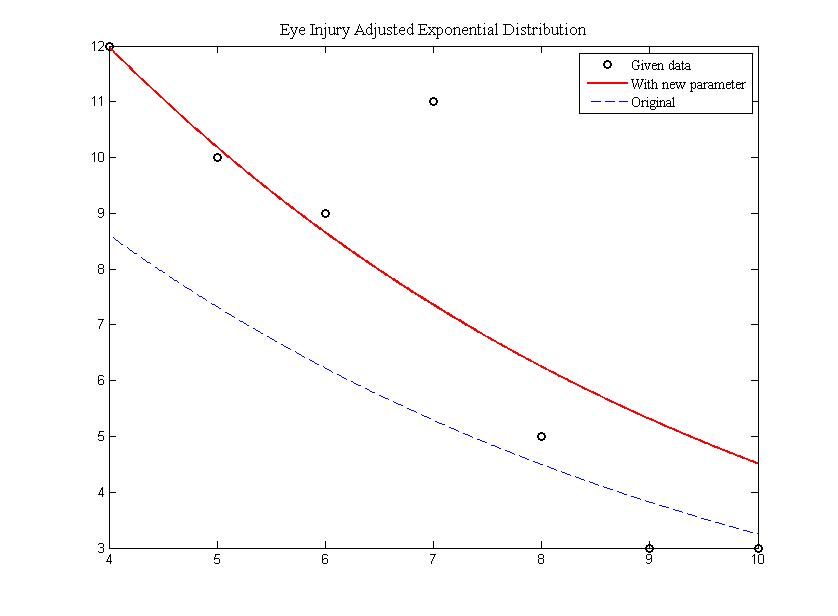 Eye Injury Adjusted Exponential Distribution
Given data
With new parameter
Original
12
11
10
9
8
7
6
5
4
3
4 5 6 7 8 9 10